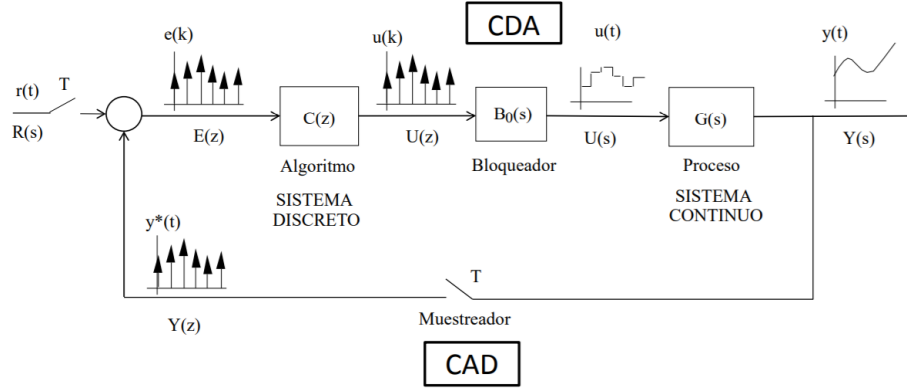 CDA
e(k)
u(k)
u(t)
y(t)
r(t)
T
R(s)
E(z)
C(z)
U(z)
B₀(s)
U(s)
G(s)
Y(s)
Algoritmo
Bloqueador
Proceso
SISTEMA
DISCRETO
SISTEMA
CONTINUO
y*(t)
T
Y(z)
Muestreador
CAD